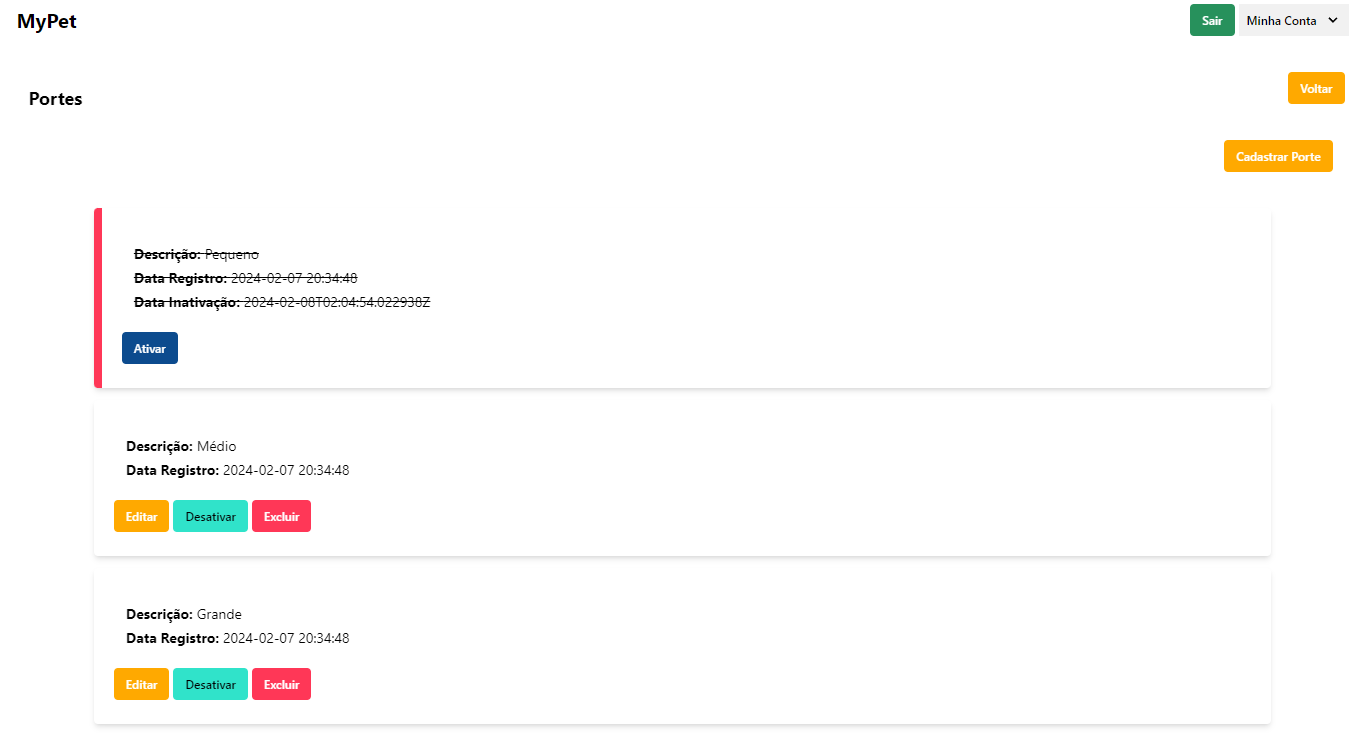 MyPet
Sair
Minha Conta
Portes
Voltar
Cadastrar Porte
Descrição: Pequeno
Data Registro: 2024-02-07 20:34:48
Data Inativação: 2024-02-08T02:04:54.022938Z
Ativar
Descrição: Médio
Data Registro: 2024-02-07 20:34:48
Editar Desativar Excluir
Descrição: Grande
Data Registro: 2024-02-07 20:34:48
Editar Desativar Excluir